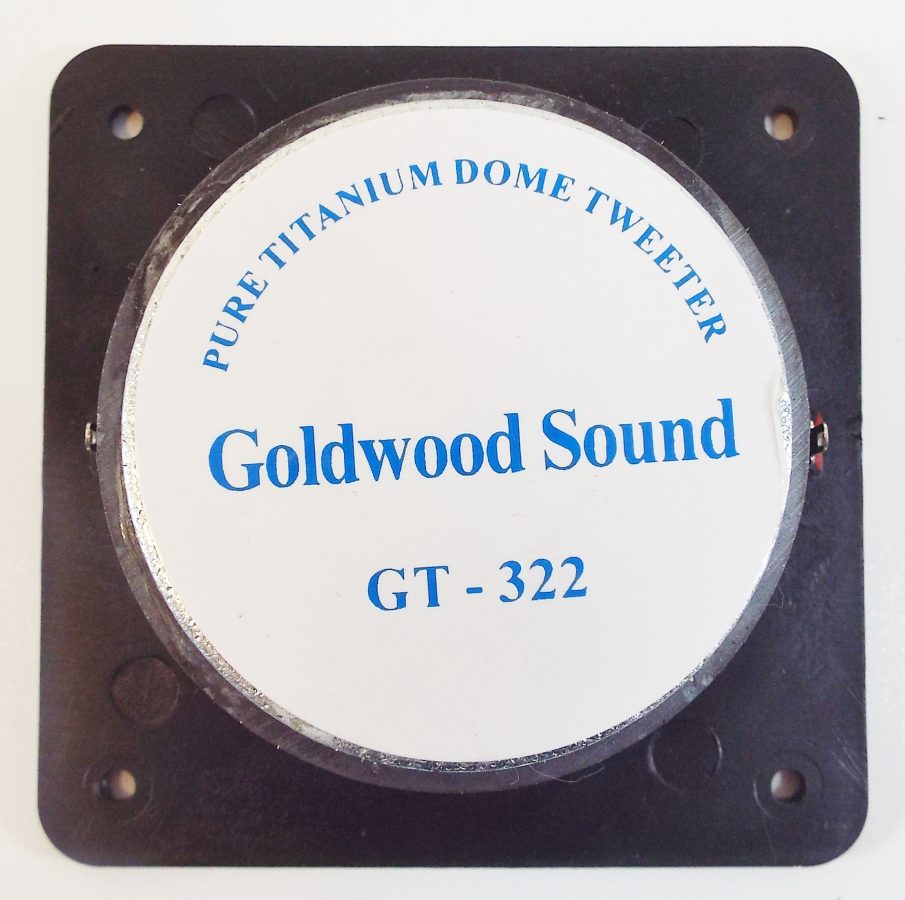 PURE TITANIUM DOME TWEETER
Goldwood Sound
GT - 322